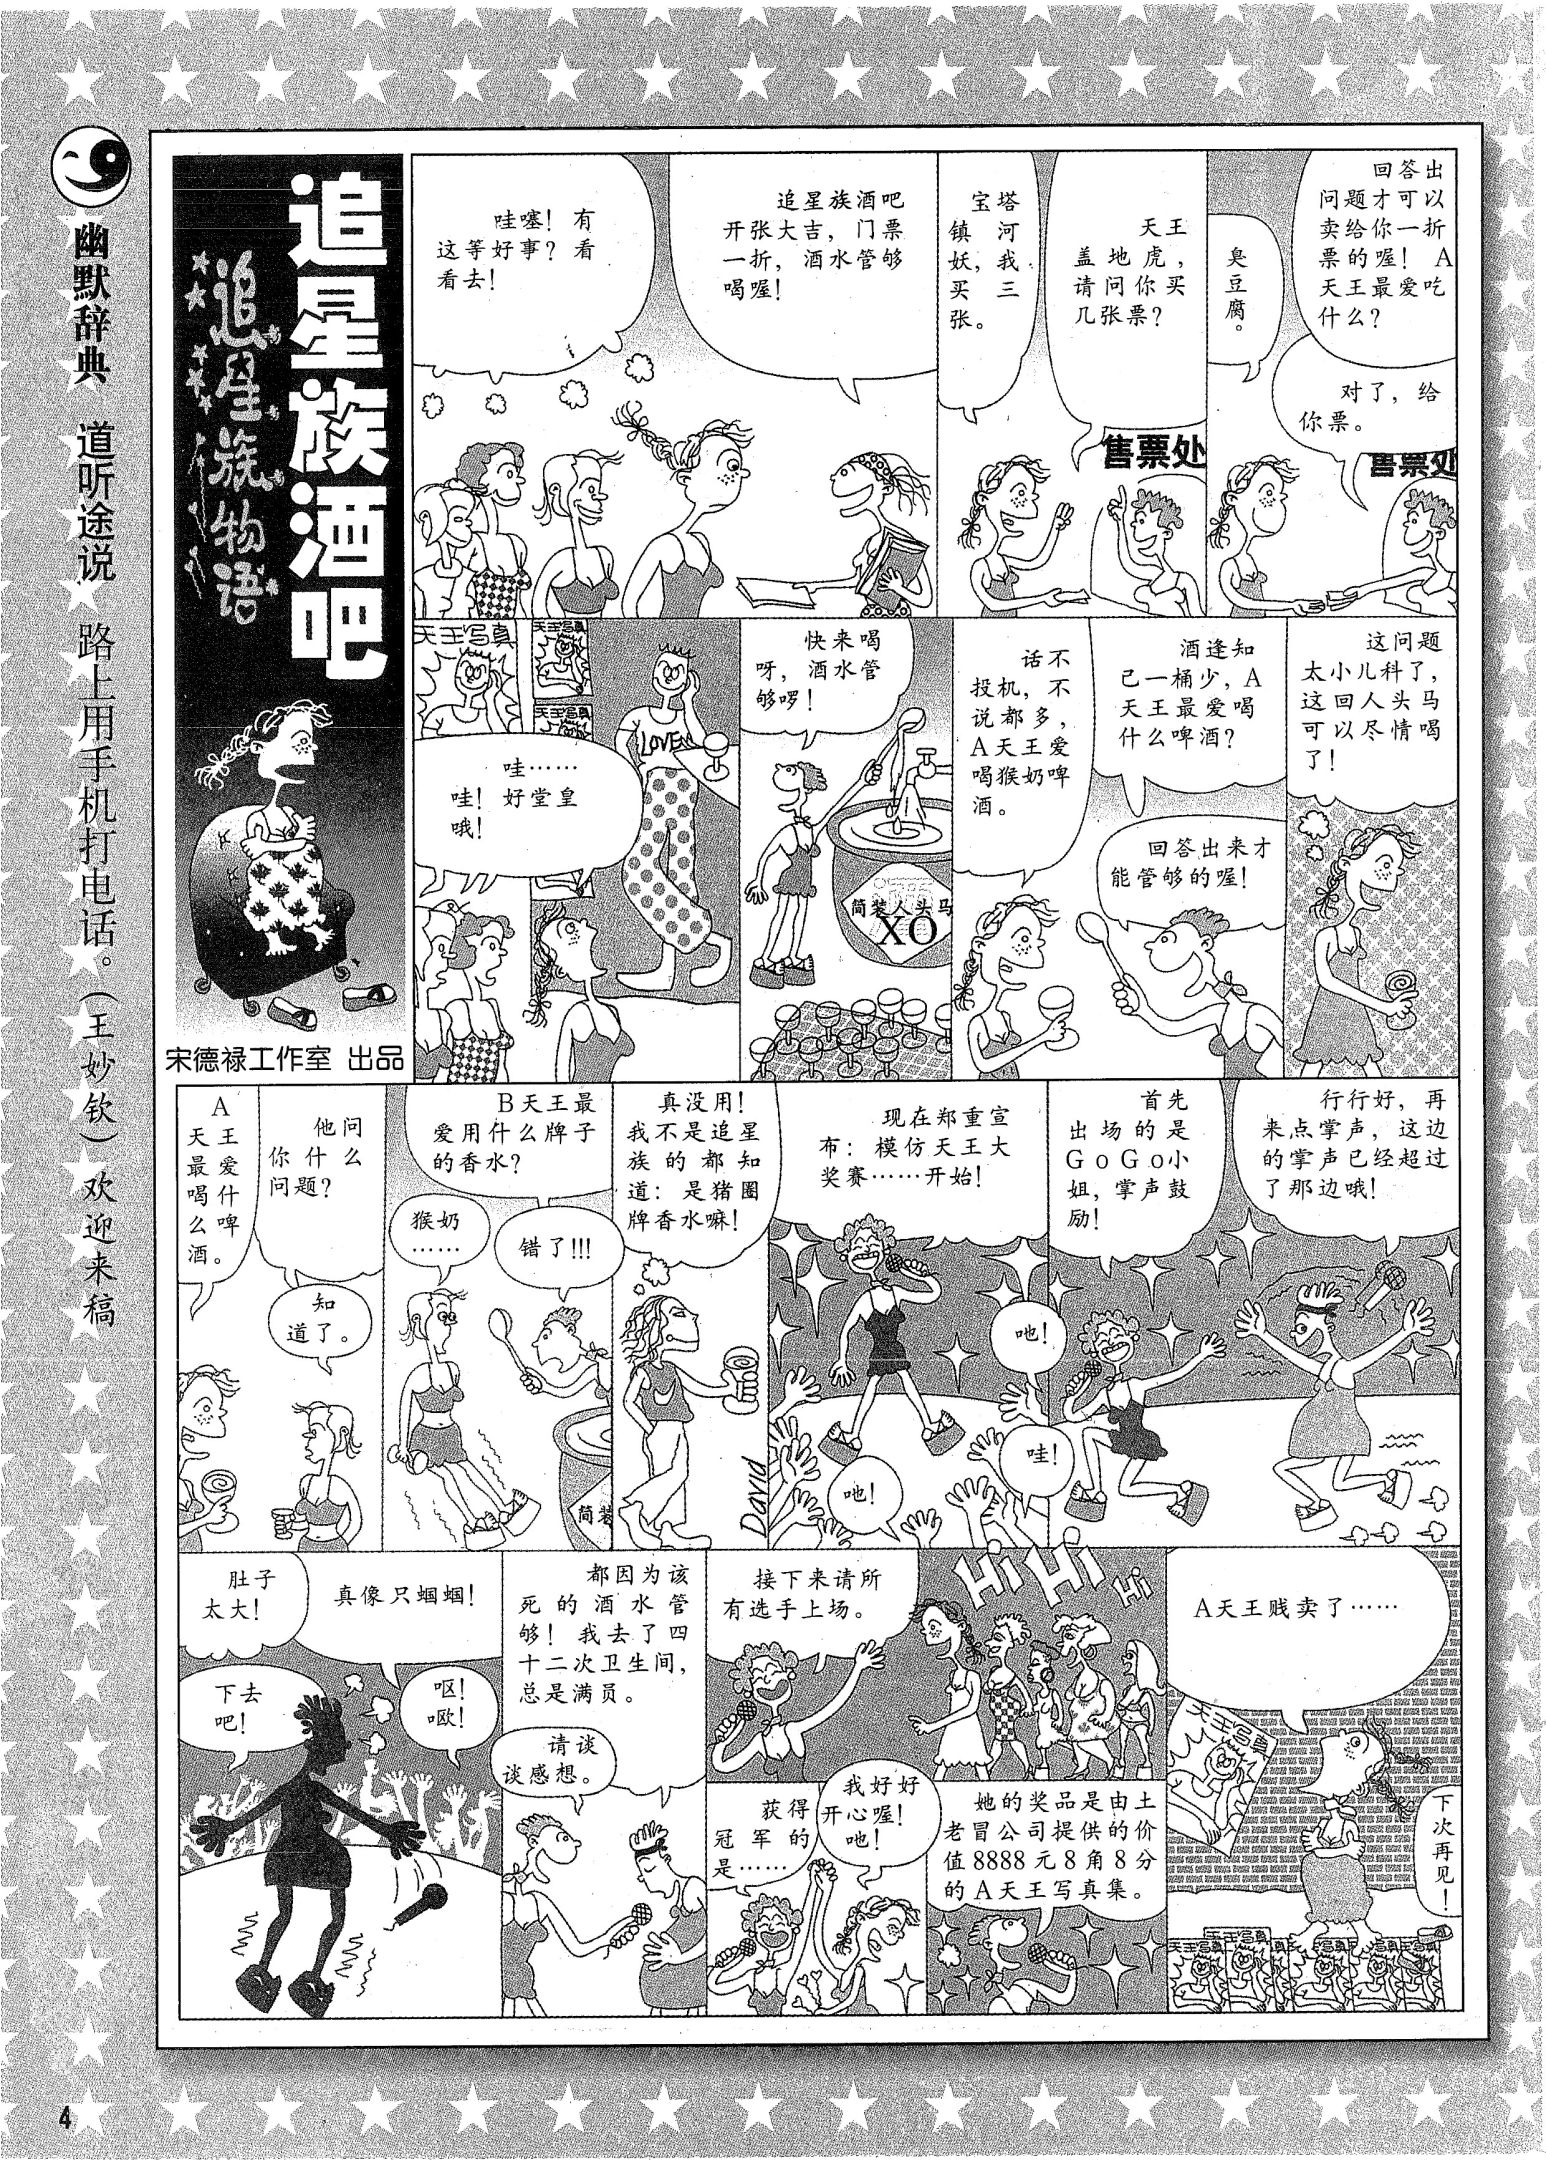 幽默辞典 道听途说 路上用手机打电话。(王妙钦)欢迎来稿
追星族酒吧
追星族物语
宋德禄工作室 出品
追星族酒吧
开张大吉，门票
一折，酒水管够
喝喔！
哇噻！有
这等好事？看
看去！
天王
盖地虎，
请问你买
几张票？
宝塔
镇河
妖，我
买三
张。
售票处
回答出
问题才可以
卖给你一折
票的喔！A
天王最爱吃
什么？
臭豆腐。
对了，给
你票。
售票处
天王写真
天王写真
天王写真
LOVE
哇……
哇！好堂皇
哦！
快来喝
呀，酒水管
够啰！
酒
简装人头马
XO
酒逢知
己一桶少，A
天王最爱喝
什么啤酒？
话不
投机，不
说都多，
A天王爱
喝猴奶啤
酒。
回答出来才
能管够的喔！
这问题
太小儿科了，
这回人头马
可以尽情喝
了！
他问
你什么
问题？
A
天王
最爱
喝什
么啤
酒。
知
道了。
B天王最
爱用什么牌子
的香水？
猴奶
……
错了!!!
简装
真没用！
我不是追星
族的都知
道：是猪圈
牌香水嘛！
David
现在郑重宣
布：模仿天王大
奖赛……开始！
吔！
吔！
哇！
首先
出场的是
GoGo小
姐，掌声鼓
励！
行行好，再
来点掌声，这边
的掌声已经超过
了那边哦！
肚子
太大！
真像只蝈蝈！
下去
吧！
呕！
呕！
都因为该
死的酒水管
够！我去了四
十二次卫生间，
总是满员。
请谈
谈感想。
接下来请所
有选手上场。
Hi Hi Hi
获得
冠军的
是……
我好好
开心喔！
吔！
她的奖品是由土
老冒公司提供的价
值8888元8角8分
的A天王写真集。
A天王贱卖了……
天王写真
下次再见！
天王写真
4